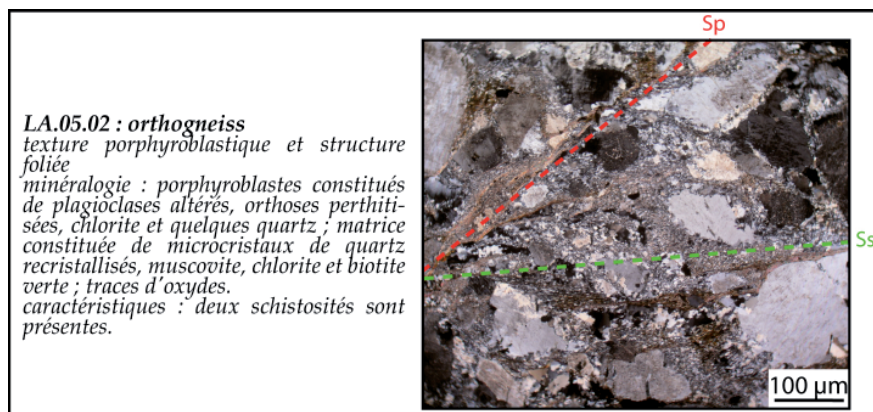 LA.05.02 : orthogneiss
texture porphyroblastique et structure
foliée
minéralogie : porphyroblastes constitués
de plagioclases altérés, orthoses perthiti-
sées, chlorite et quelques quartz ; matrice
constituée de microcristaux de quartz
recristallisés, muscovite, chlorite et biotite
verte ; traces d'oxydes.
caractéristiques : deux schistosités sont
présentes.
Sp
Ss
100 µm